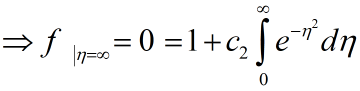 ⇒ f |η=∞ = 0 = 1 + c₂ ∫₀^∞ e^(−η²) dη